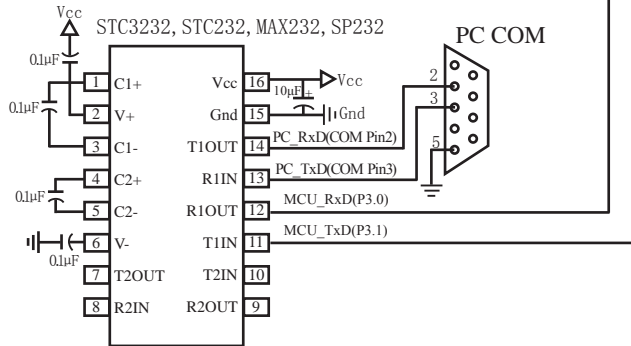 Vcc
STC3232, STC232, MAX232, SP232
PC COM
0.1μF
0.1μF
0.1μF
0.1μF
1 C1+
2 V+
3 C1-
4 C2+
5 C2-
6 V-
7 T2OUT
8 R2IN
Vcc 16
Gnd 15
T1OUT 14
R1IN 13
R1OUT 12
T1IN 11
T2IN 10
R2OUT 9
Vcc
10μF +
Gnd
PC_RxD(COM Pin2)
PC_TxD(COM Pin3)
MCU_RxD(P3.0)
MCU_TxD(P3.1)
2
3
5